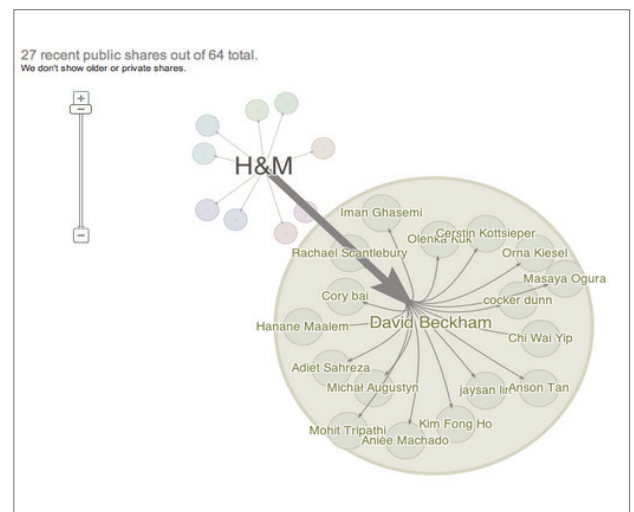 27 recent public shares out of 64 total.
We don't show older or private shares.
H&M
Iman Ghasemi
Olenka Kuk
Cerstin Kottsieper
Rachael Scantlebury
Orna Kiesel
Masaya Ogura
Cory bai
cocker dunn
Hanane Maalem
David Beckham
Chi Wai Yip
Adiet Sahreza
Michał Augustyn
jaysan
Anson Tan
Kim Fong Ho
Mohit Tripathi
Aniée Machado